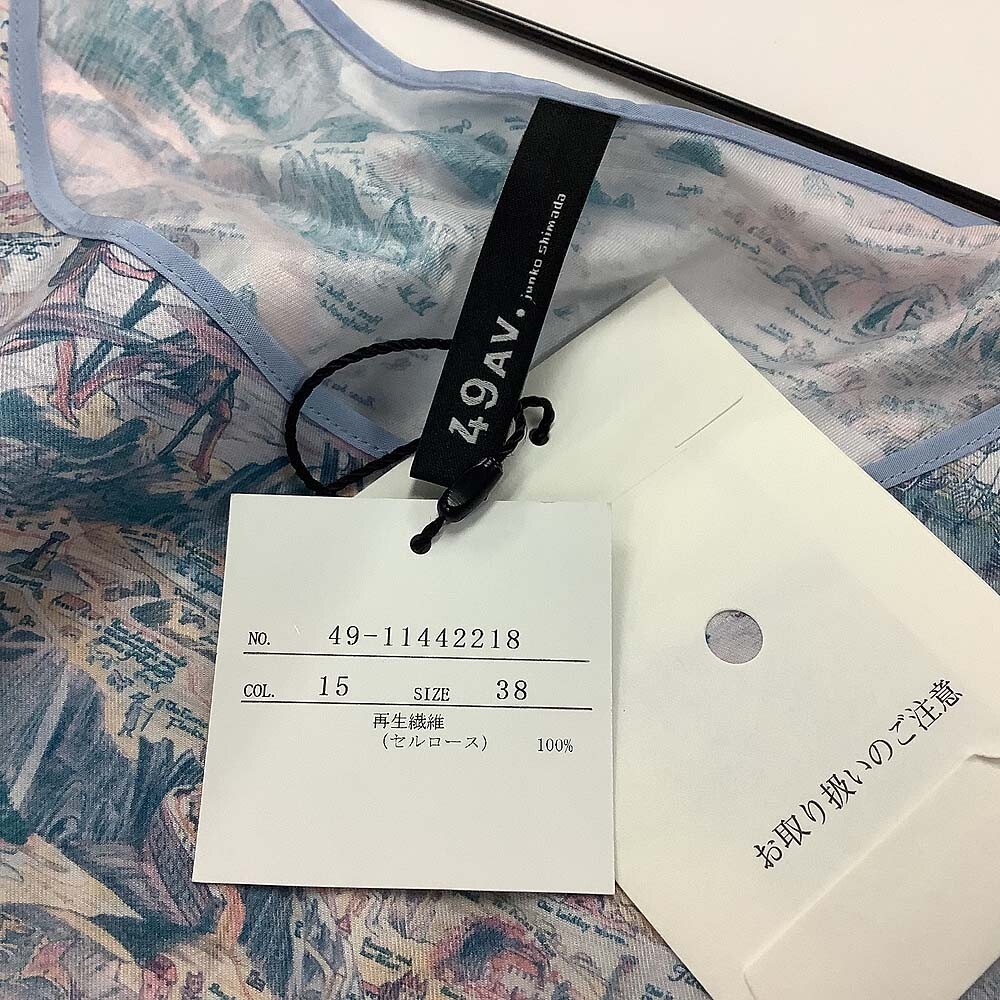 49AV. junko shimada
NO. 49-11442218
COL. 15 SIZE 38
再生繊維
(セルロース) 100%
お取り扱いのご注意